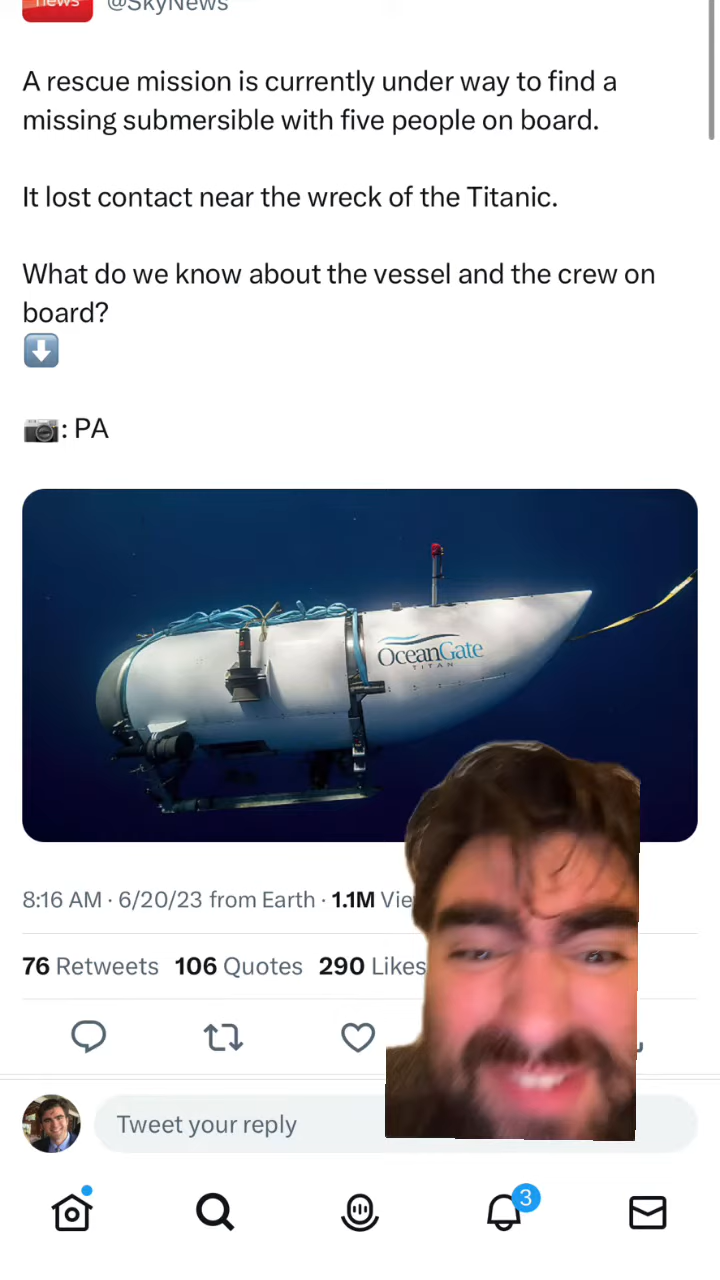 news @SkyNews
A rescue mission is currently under way to find a
missing submersible with five people on board.
It lost contact near the wreck of the Titanic.
What do we know about the vessel and the crew on
board?
: PA
OceanGate
TITAN
8:16 AM · 6/20/23 from Earth · 1.1M Vie
76 Retweets 106 Quotes 290 Likes
Tweet your reply
3